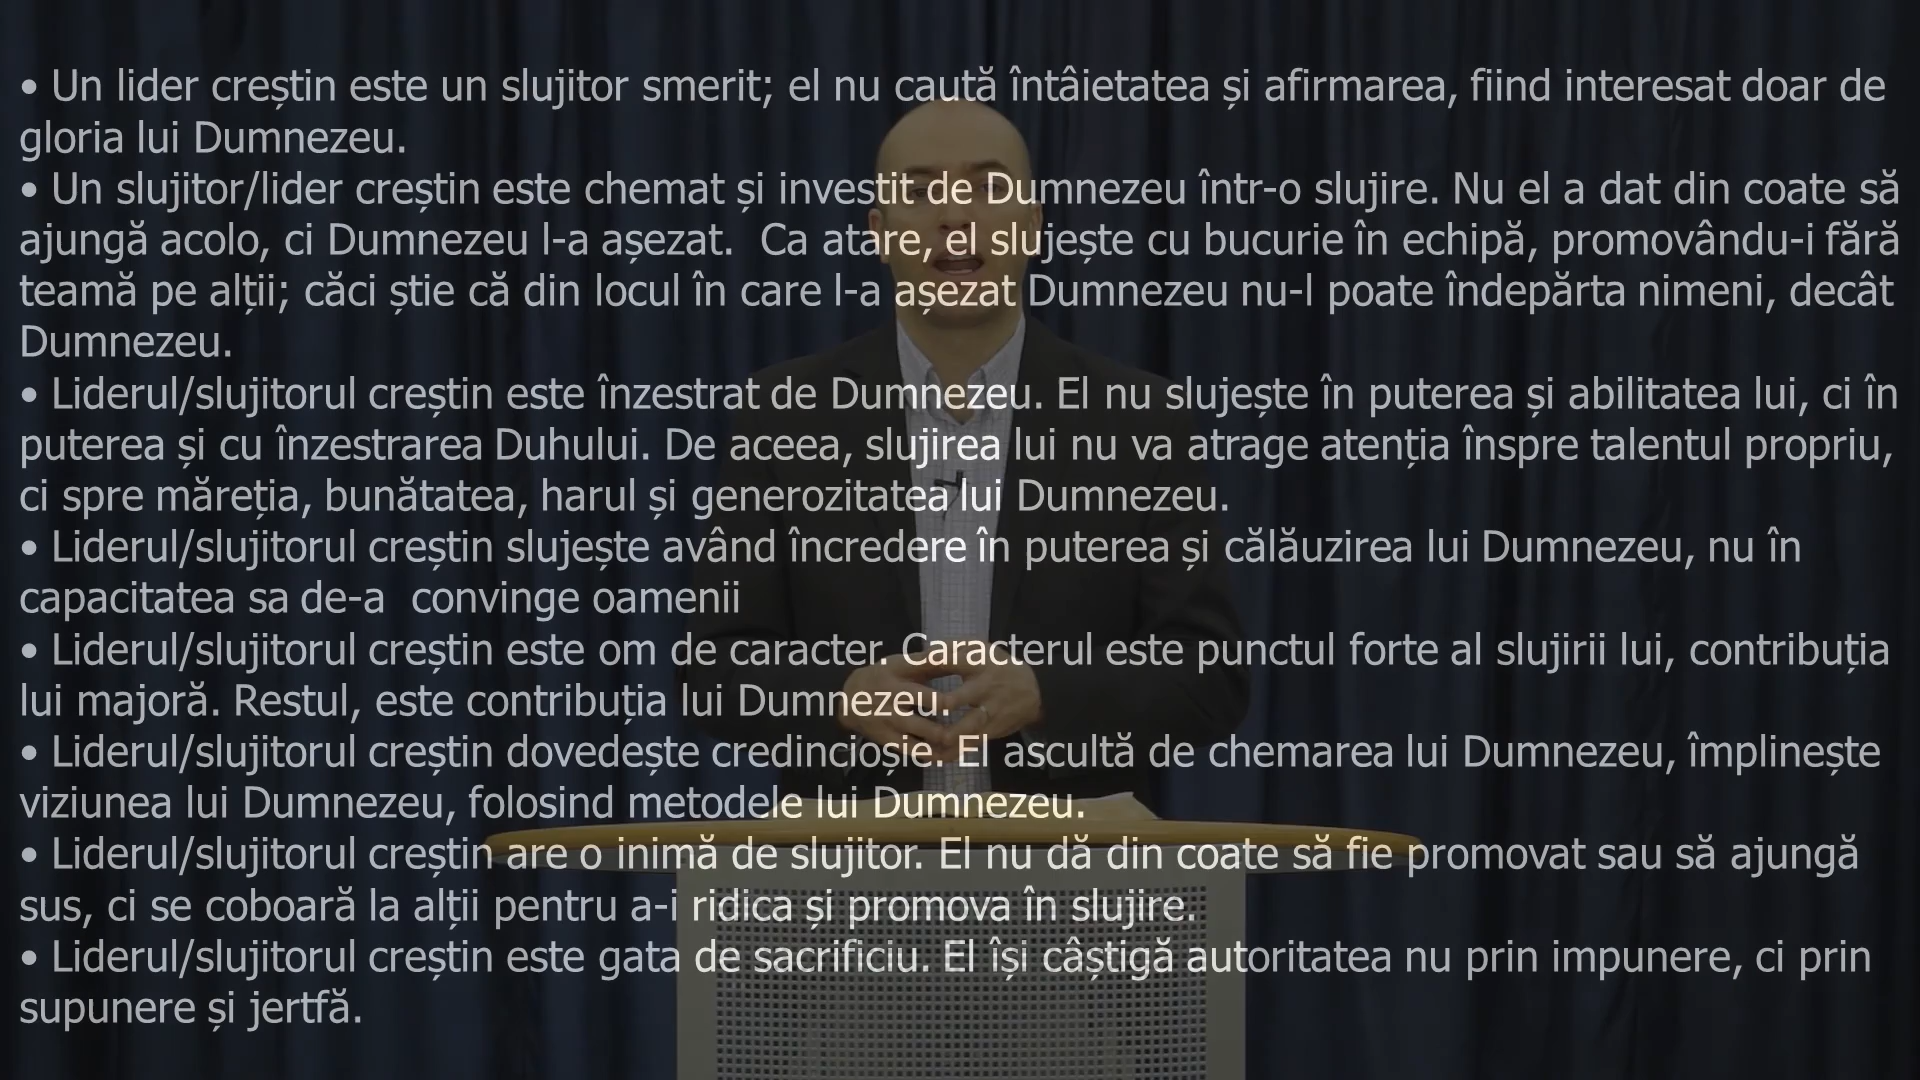 • Un lider creștin este un slujitor smerit; el nu caută întâietatea și afirmarea, fiind interesat doar de
gloria lui Dumnezeu.
• Un slujitor/lider creștin este chemat și investit de Dumnezeu într-o slujire. Nu el a dat din coate să
ajungă acolo, ci Dumnezeu l-a așezat.  Ca atare, el slujește cu bucurie în echipă, promovându-i fără
teamă pe alții; căci știe că din locul în care l-a așezat Dumnezeu nu-l poate îndepărta nimeni, decât
Dumnezeu.
• Liderul/slujitorul creștin este înzestrat de Dumnezeu. El nu slujește în puterea și abilitatea lui, ci în
puterea și cu înzestrarea Duhului. De aceea, slujirea lui nu va atrage atenția înspre talentul propriu,
ci spre măreția, bunătatea, harul și generozitatea lui Dumnezeu.
• Liderul/slujitorul creștin slujește având încredere în puterea și călăuzirea lui Dumnezeu, nu în
capacitatea sa de-a  convinge oamenii
• Liderul/slujitorul creștin este om de caracter. Caracterul este punctul forte al slujirii lui, contribuția
lui majoră. Restul, este contribuția lui Dumnezeu.
• Liderul/slujitorul creștin dovedește credincioșie. El ascultă de chemarea lui Dumnezeu, împlinește
viziunea lui Dumnezeu, folosind metodele lui Dumnezeu.
• Liderul/slujitorul creștin are o inimă de slujitor. El nu dă din coate să fie promovat sau să ajungă
sus, ci se coboară la alții pentru a-i ridica și promova în slujire.
• Liderul/slujitorul creștin este gata de sacrificiu. El își câștigă autoritatea nu prin impunere, ci prin
supunere și jertfă.